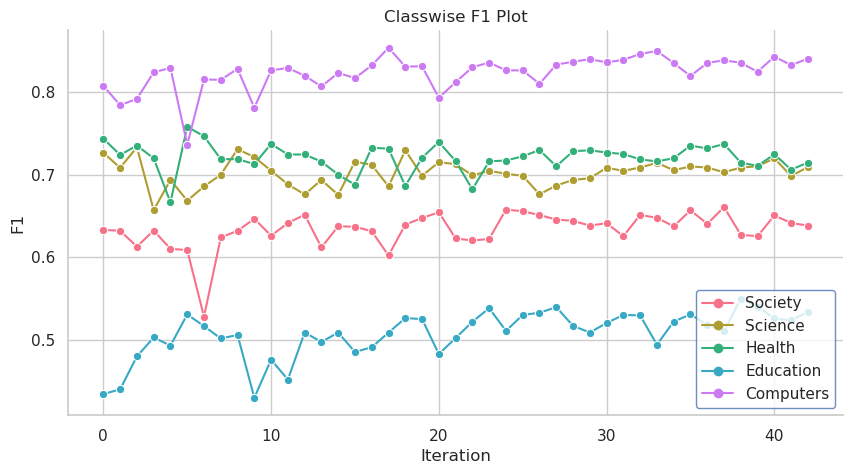 Classwise F1 Plot
F1
0.8
0.7
0.6
0.5
0
10
20
30
40
Iteration
Society
Science
Health
Education
Computers